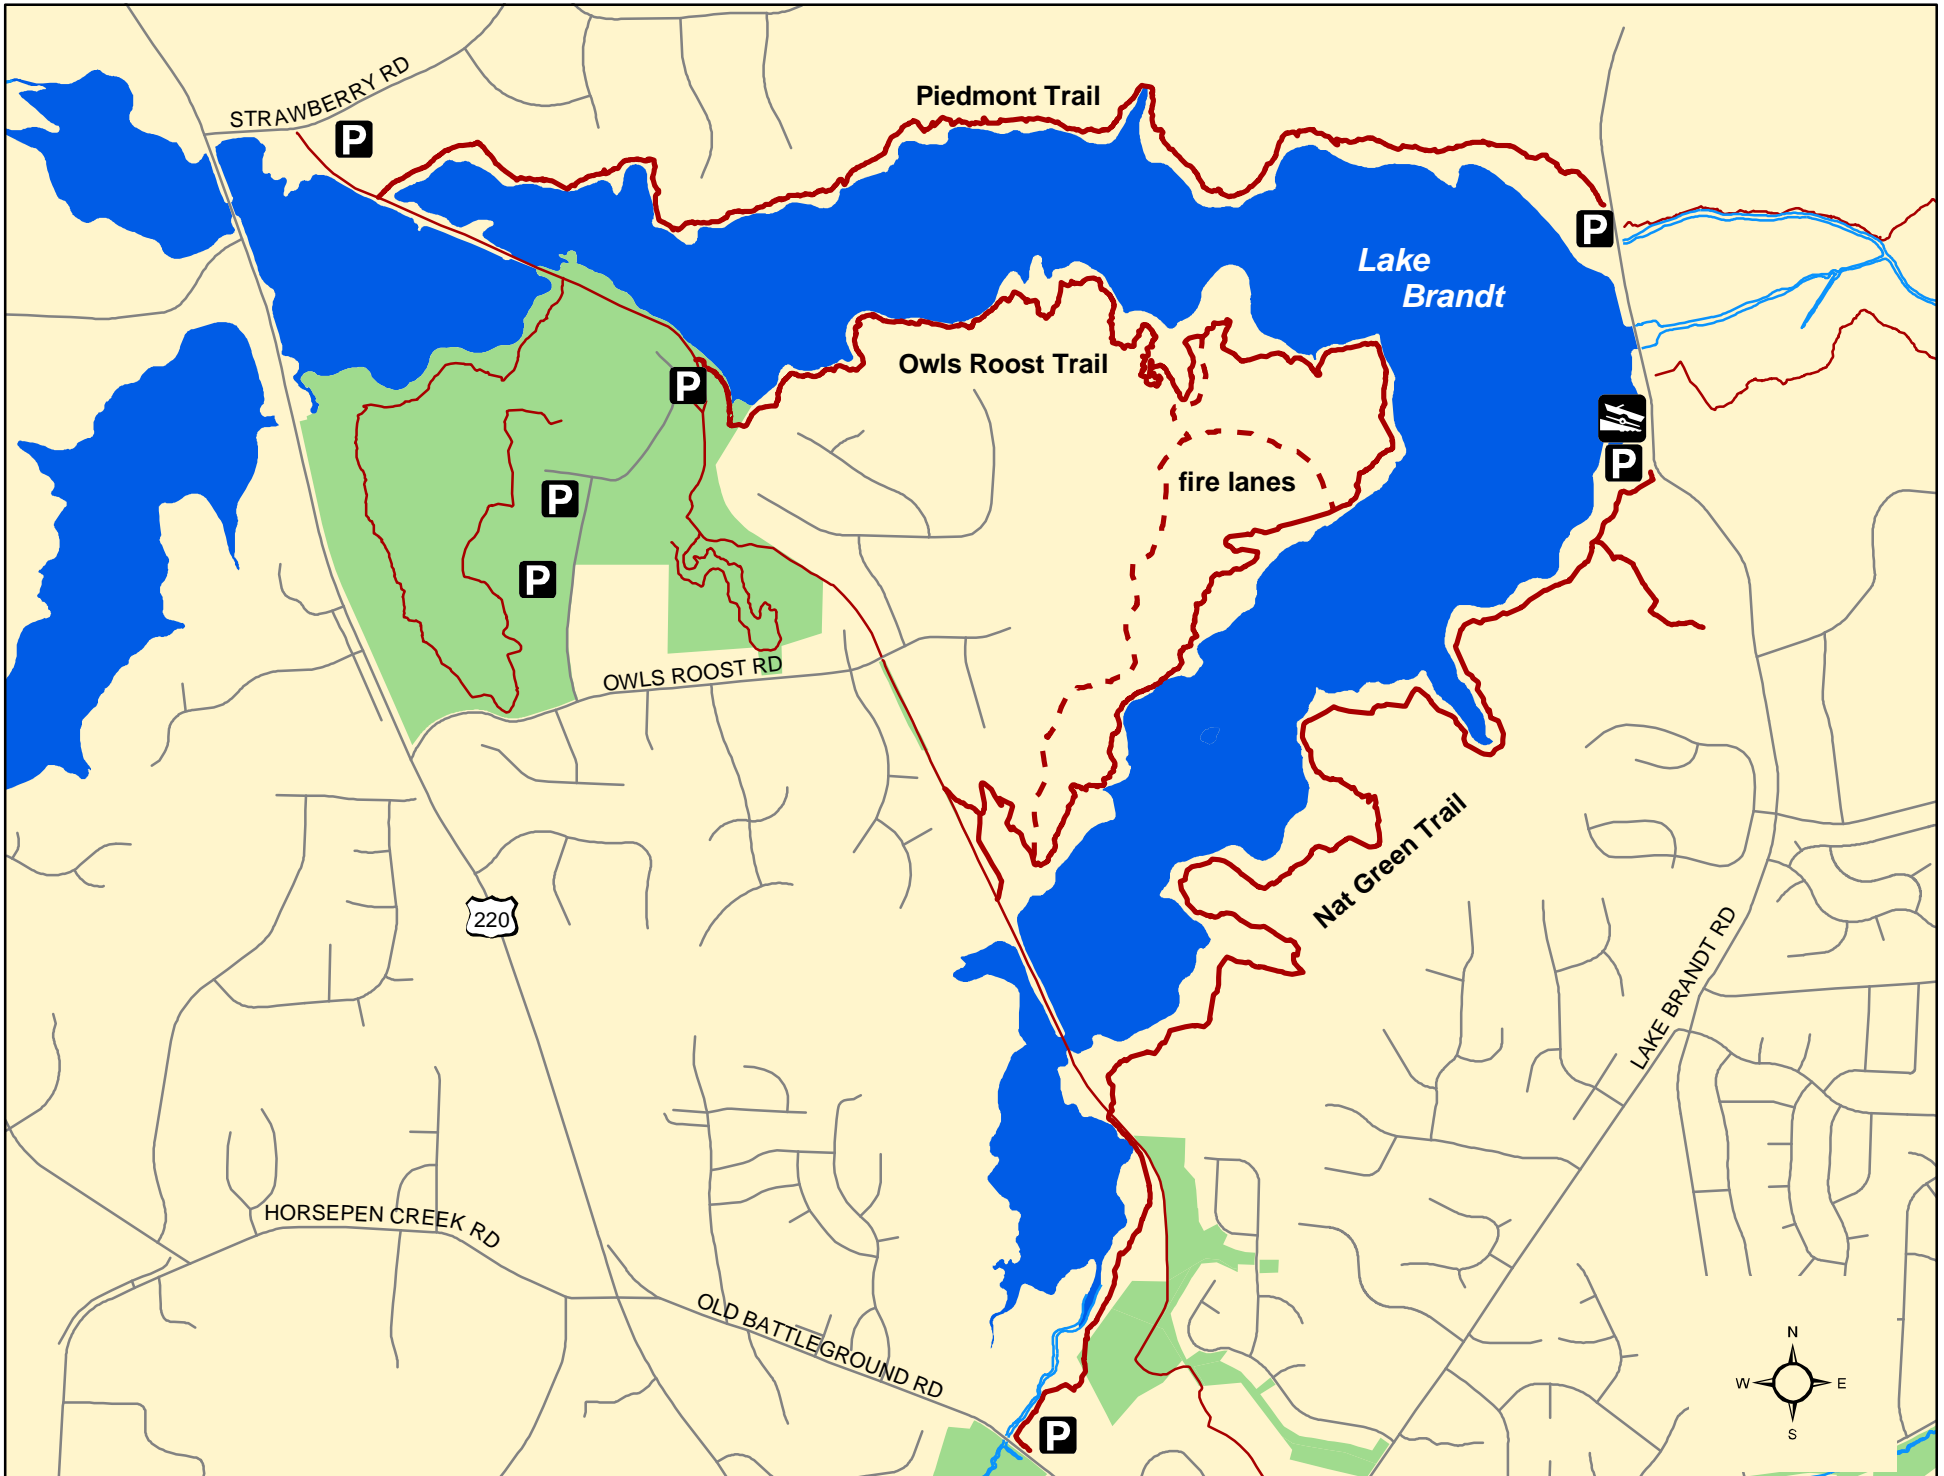 STRAWBERRY RD
P
Piedmont Trail
P
Lake
Brandt
Owls Roost Trail
P
P
fire lanes
P
P
OWLS ROOST RD
Nat Green Trail
220
LAKE BRANDT RD
HORSEPEN CREEK RD
OLD BATTLEGROUND RD
P
N
W E
S